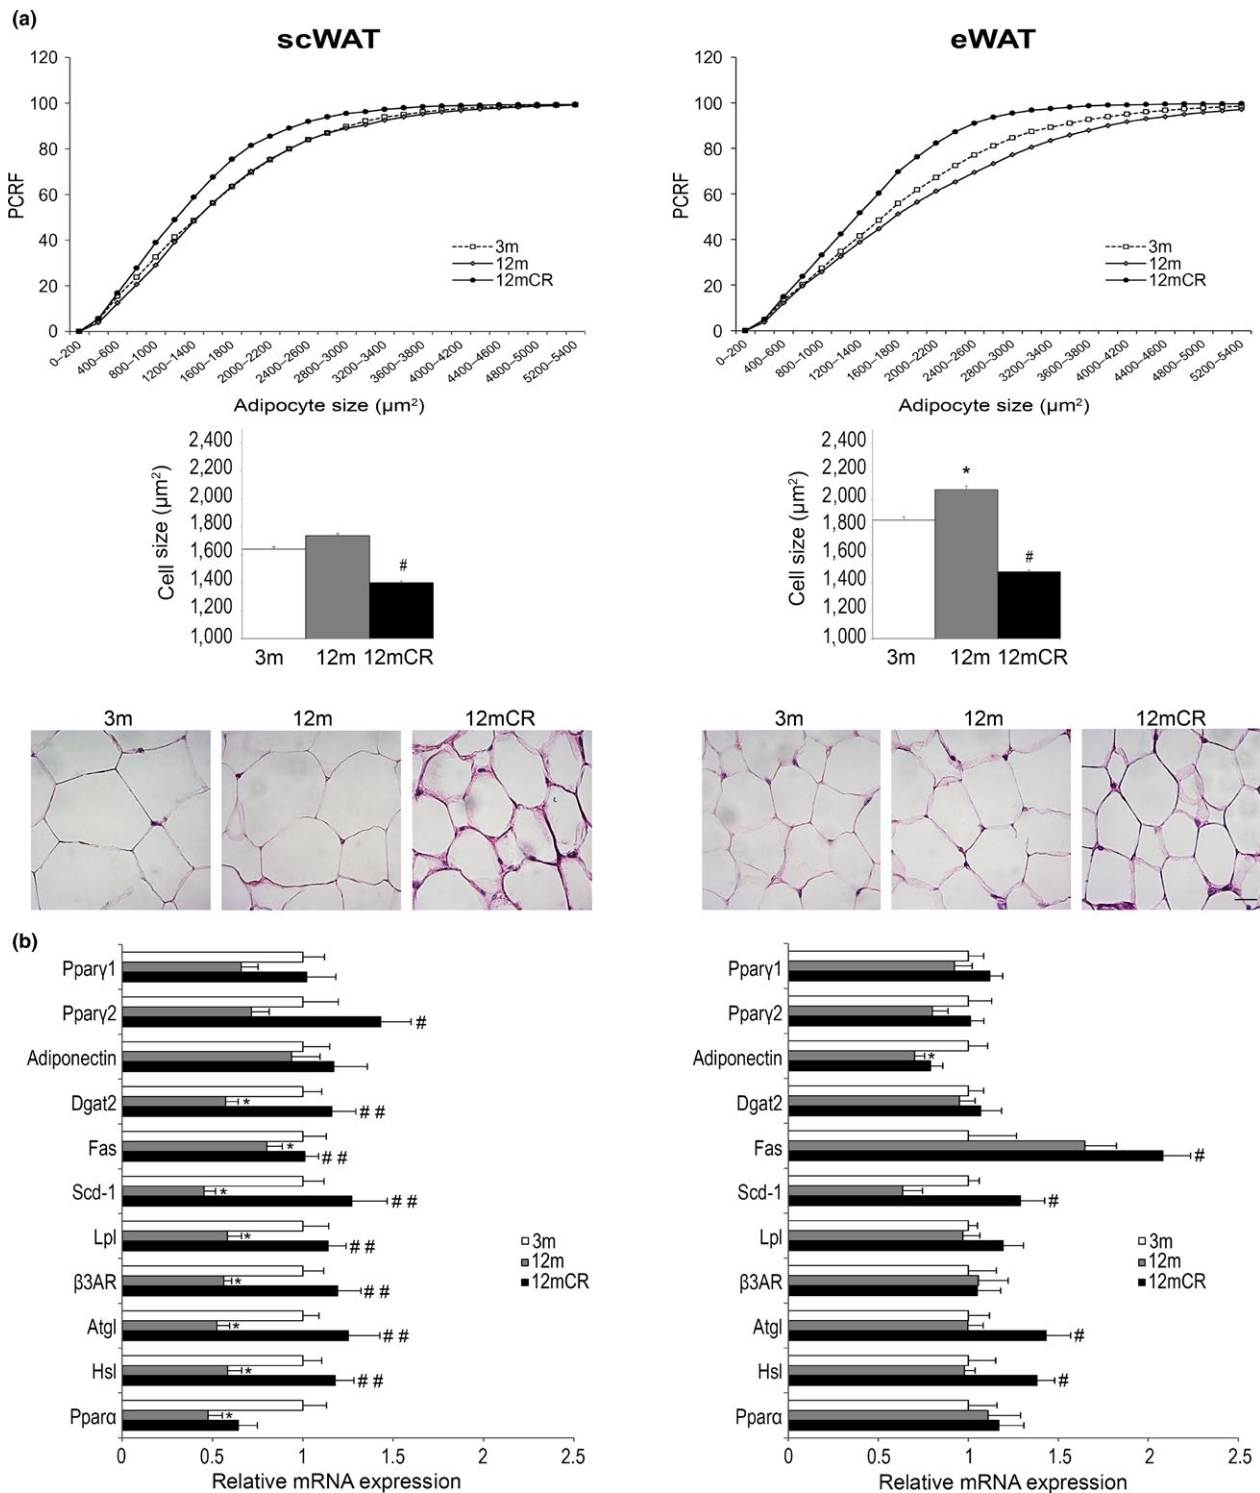 (a)
scWAT
120
100
80
60
40
20
0
PCRF
3m
12m
12mCR
0–200
400–600
800–1000
1200–1400
1600–1800
2000–2200
2400–2600
2800–3000
3200–3400
3600–3800
4000–4200
4400–4600
4800–5000
5200–5400
Adipocyte size (µm²)
eWAT
120
100
80
60
40
20
0
PCRF
3m
12m
12mCR
0–200
400–600
800–1000
1200–1400
1600–1800
2000–2200
2400–2600
2800–3000
3200–3400
3600–3800
4000–4200
4400–4600
4800–5000
5200–5400
Adipocyte size (µm²)
2,400
2,200
2,000
1,800
1,600
1,400
1,200
1,000
Cell size (µm²)
#
3m 12m 12mCR
2,400
2,200
2,000
1,800
1,600
1,400
1,200
1,000
Cell size (µm²)
*
#
3m 12m 12mCR
3m 12m 12mCR
3m 12m 12mCR
(b)
Pparγ1
Pparγ2 #
Adiponectin
Dgat2 * # #
Fas * # #
Scd-1 * # #
Lpl * # #
β3AR * # #
Atgl * # #
Hsl * # #
Pparα *
3m
12m
12mCR
0 0.5 1 1.5 2 2.5
Relative mRNA expression
Pparγ1
Pparγ2
Adiponectin *
Dgat2
Fas #
Scd-1 #
Lpl
β3AR
Atgl #
Hsl #
Pparα
3m
12m
12mCR
0 0.5 1 1.5 2 2.5
Relative mRNA expression